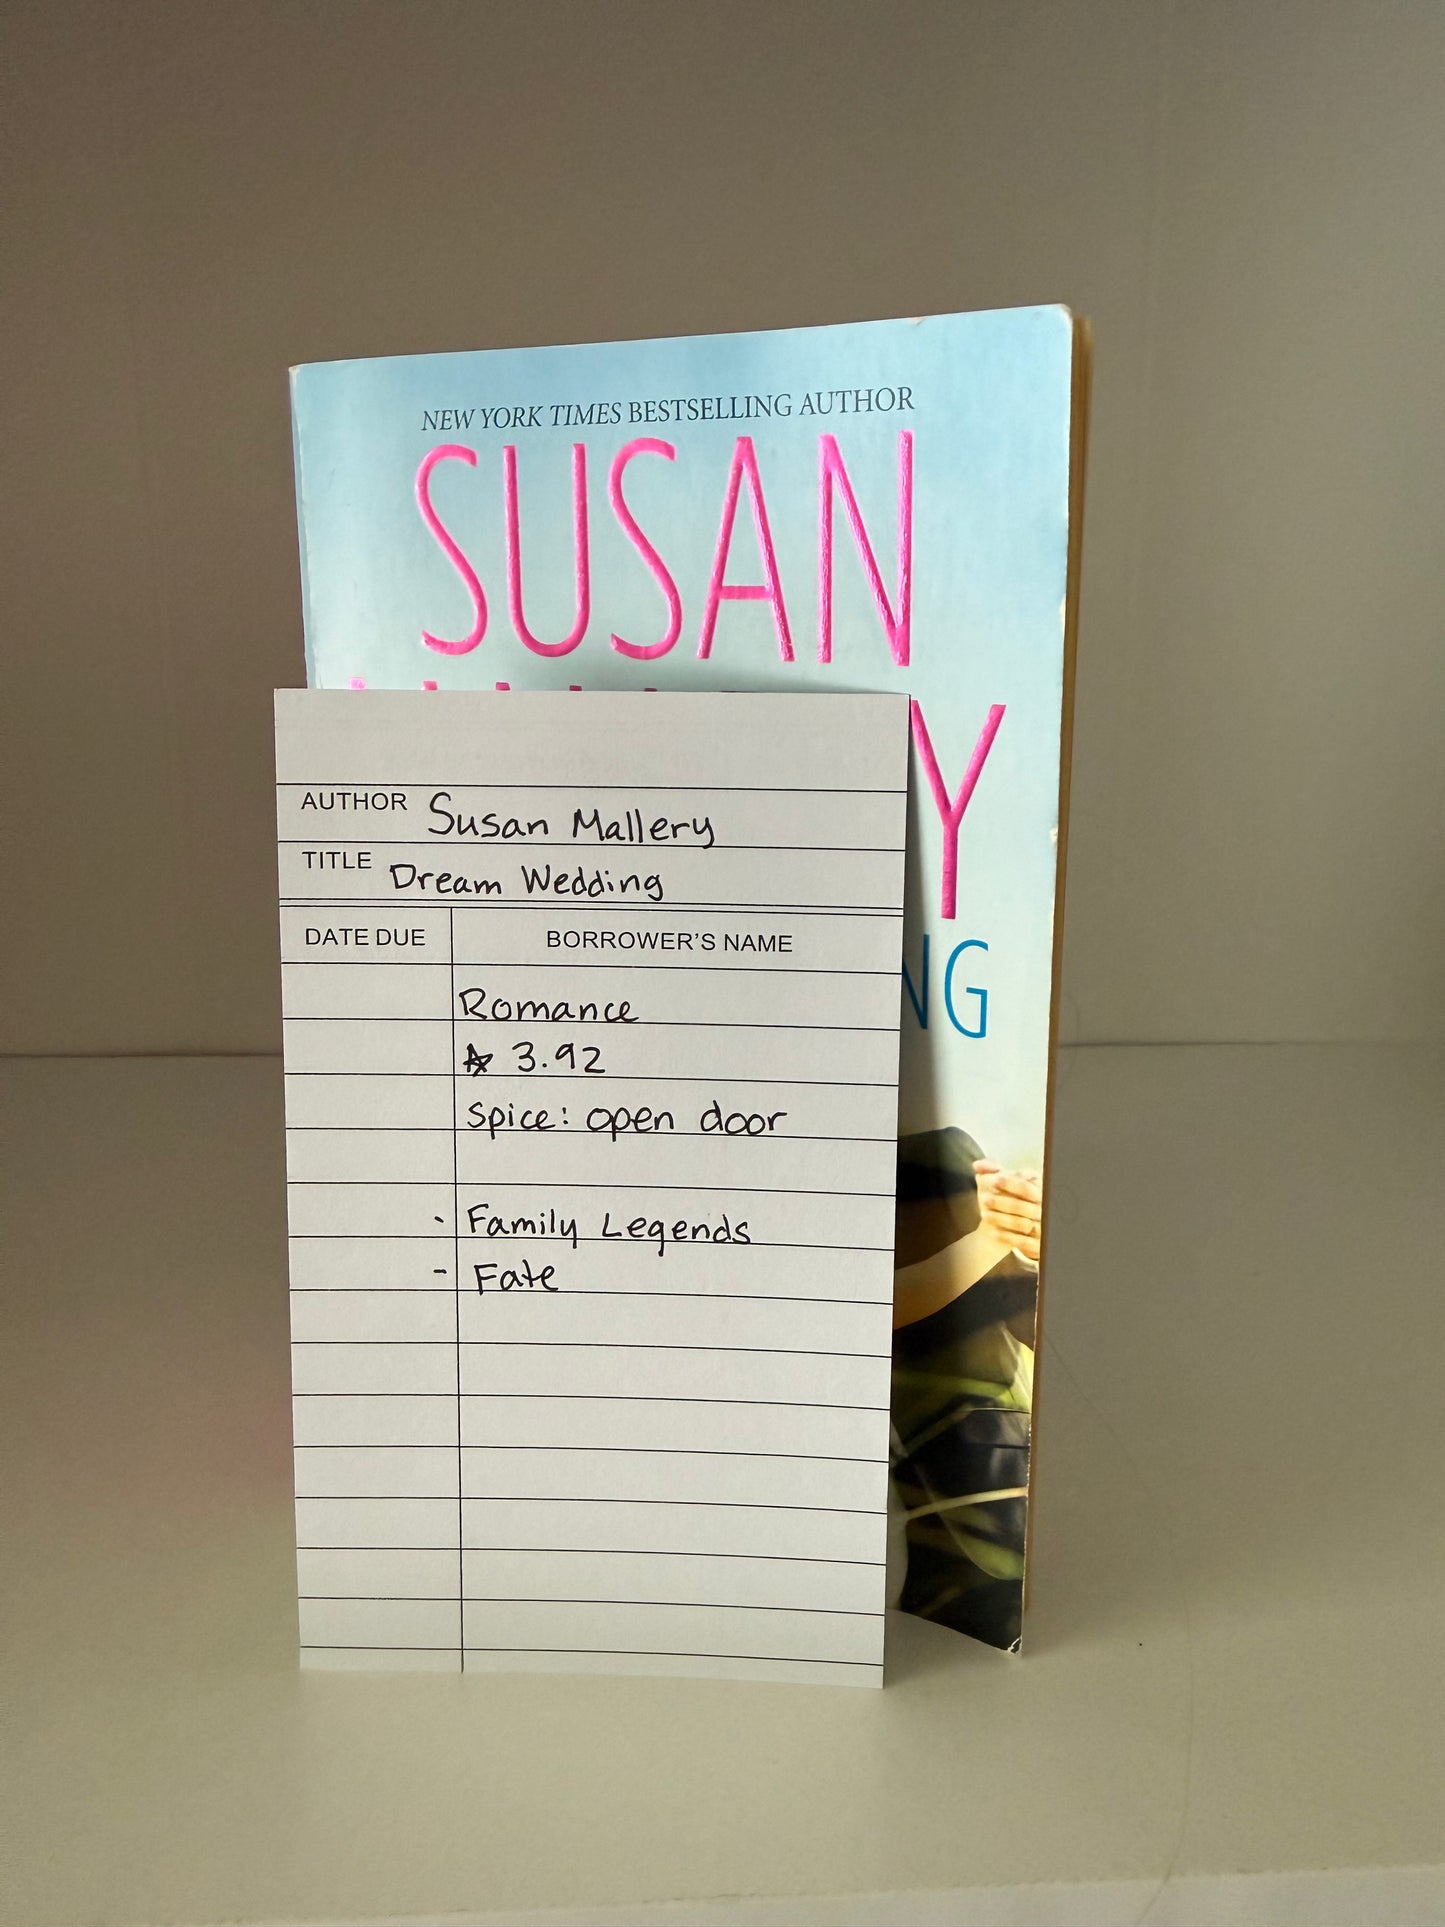 NEW YORK TIMES BESTSELLING AUTHOR
SUSAN
Y
NG
AUTHOR Susan Mallery
TITLE Dream Wedding
DATE DUE BORROWER'S NAME
Romance
☆ 3.92
Spice: open door
- Family Legends
- Fate